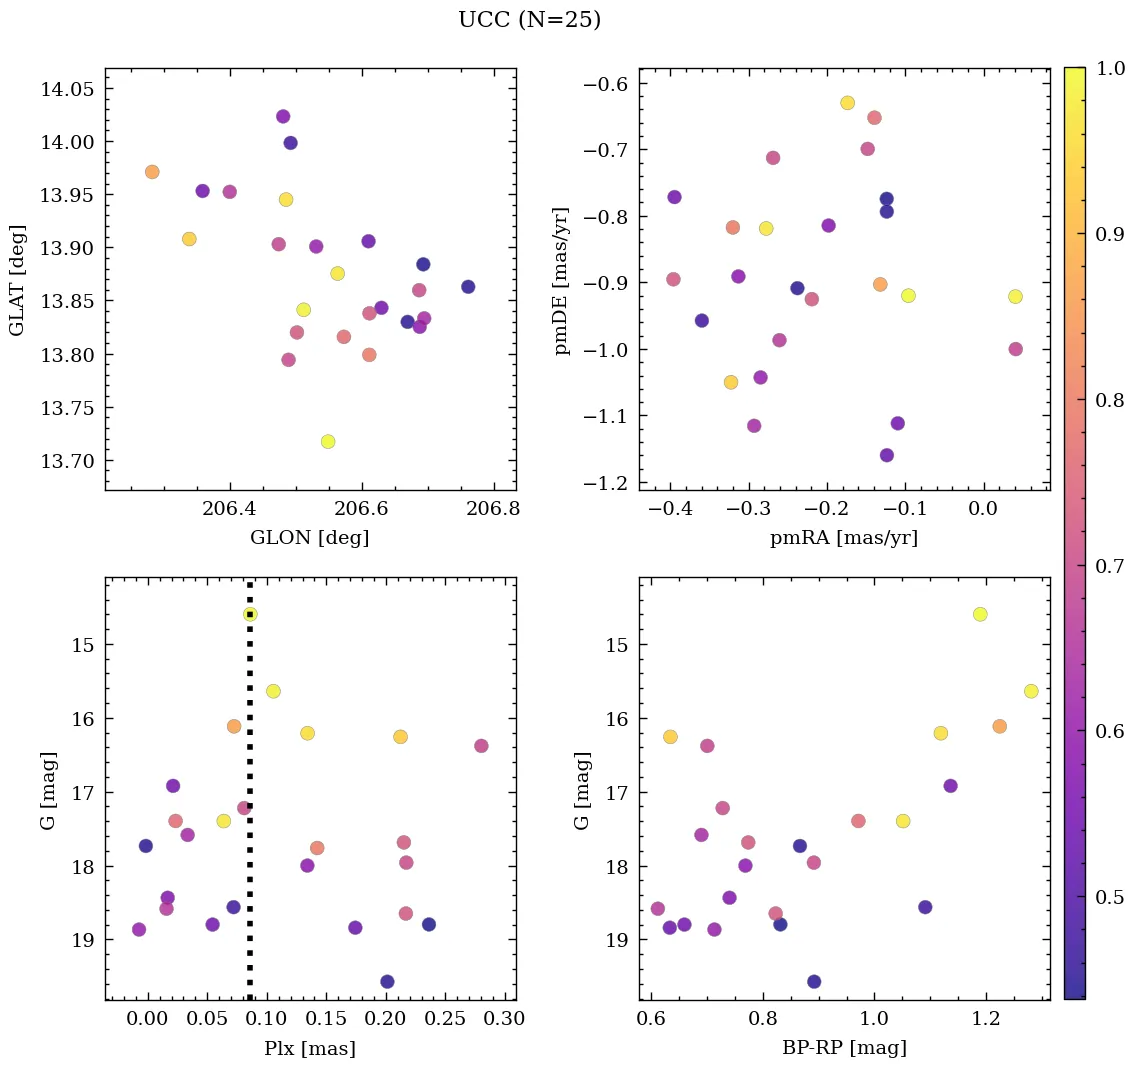 UCC (N=25)
14.05
14.00
13.95
13.90
13.85
13.80
13.75
13.70
GLAT [deg]
206.4 206.6 206.8
GLON [deg]
−0.6
−0.7
−0.8
−0.9
−1.0
−1.1
−1.2
pmDE [mas/yr]
−0.4 −0.3 −0.2 −0.1 0.0
pmRA [mas/yr]
1.0
0.9
0.8
0.7
0.6
0.5
15
16
17
18
19
G [mag]
0.00 0.05 0.10 0.15 0.20 0.25 0.30
Plx [mas]
15
16
17
18
19
G [mag]
0.6 0.8 1.0 1.2
BP-RP [mag]